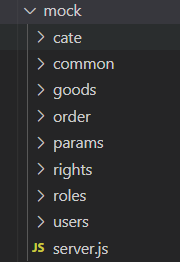 mock
cate
common
goods
order
params
rights
roles
users
JS server.js